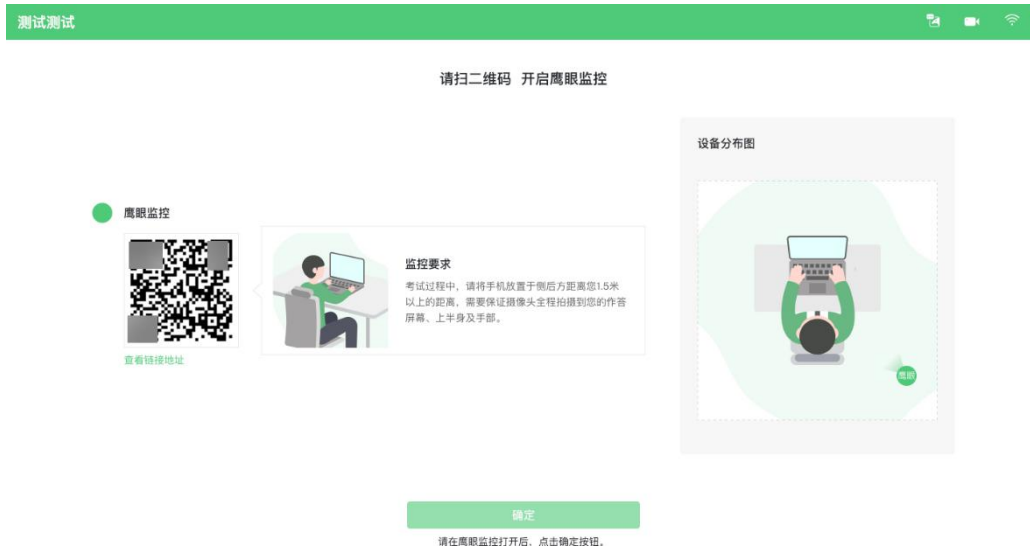 测试测试
请扫二维码 开启鹰眼监控
设备分布图
鹰眼监控
监控要求
考试过程中，请将手机放置于侧后方距离您1.5米
以上的距离，需要保证摄像头全程拍摄到您的作答
屏幕、上半身及手部。
查看链接地址
鹰眼
确定
请在鹰眼监控打开后，点击确定按钮。